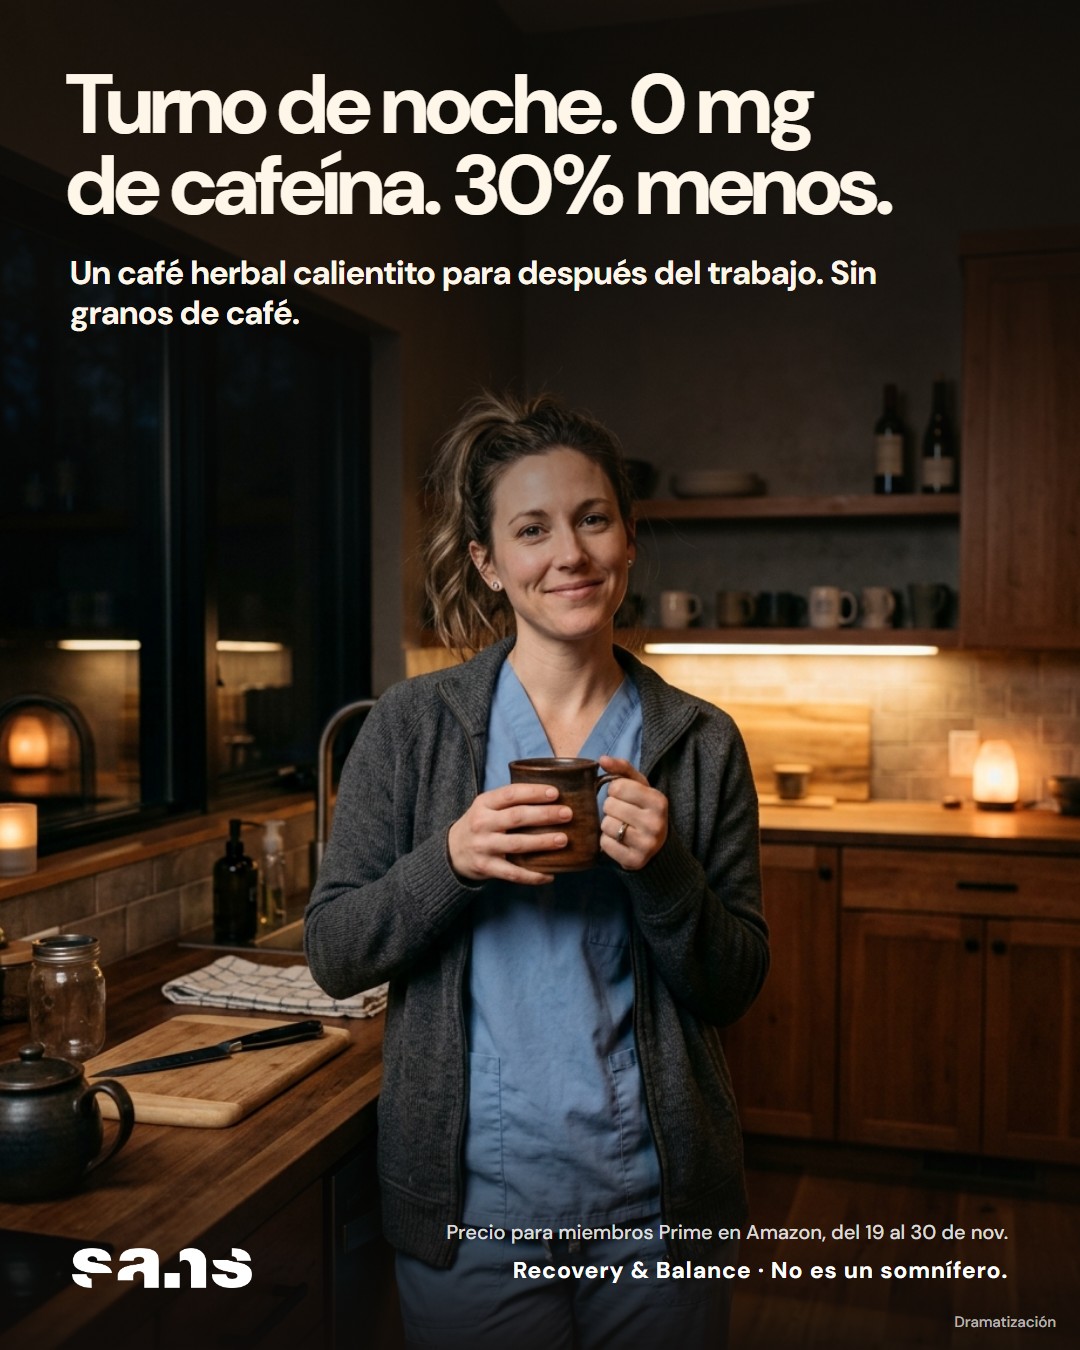 Turno de noche. 0 mg
de cafeína. 30% menos.
Un café herbal calientito para después del trabajo. Sin
granos de café.
Precio para miembros Prime en Amazon, del 19 al 30 de nov.
sans
Recovery & Balance · No es un somnífero.
Dramatización